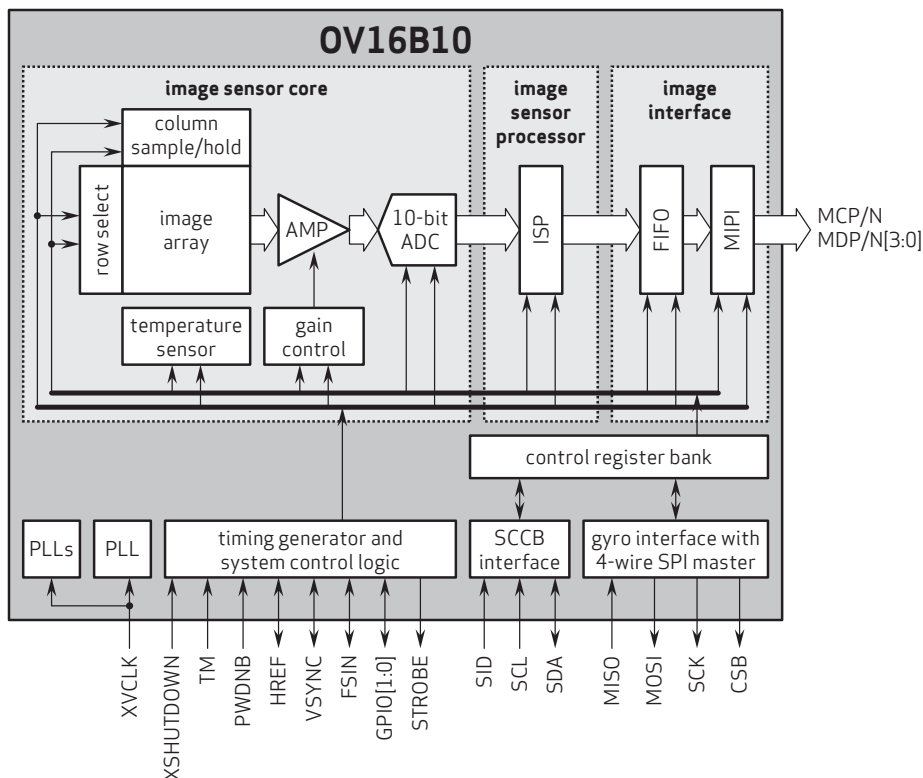 OV16B10
image sensor core
image
sensor
processor
image
interface
column
sample/hold
row select
image
array
AMP
10-bit
ADC
ISP
FIFO
MIPI
MCP/N
MDP/N[3:0]
temperature
sensor
gain
control
control register bank
PLLs
PLL
timing generator and
system control logic
SCCB
interface
gyro interface with
4-wire SPI master
XVCLK
XSHUTDOWN
TM
PWDNB
HREF
VSYNC
FSIN
GPIO[1:0]
STROBE
SID
SCL
SDA
MISO
MOSI
SCK
CSB